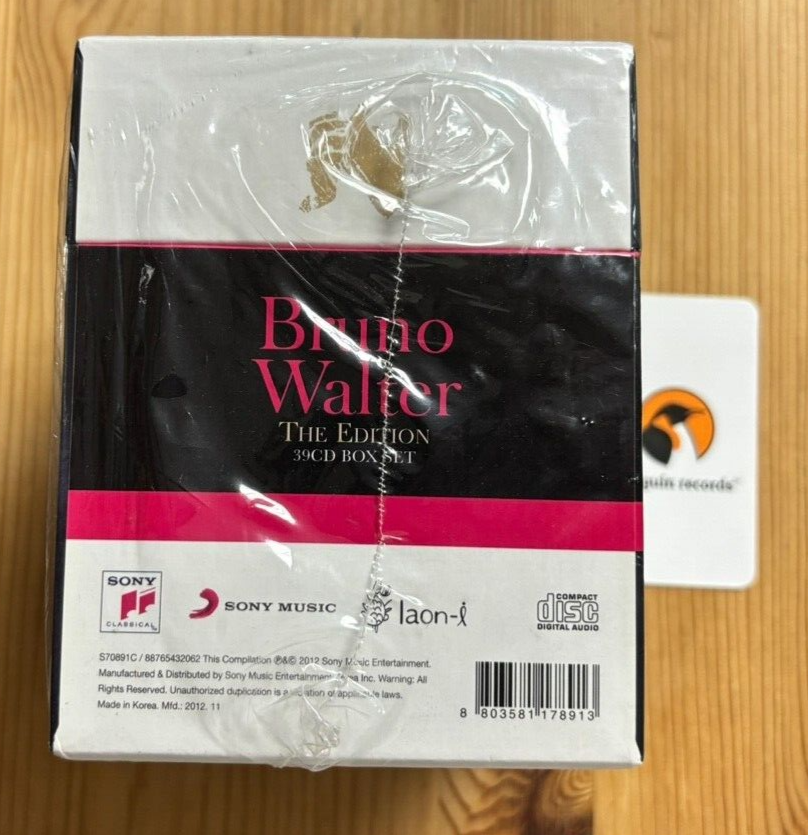 Bruno
Walter
THE EDITION
39CD BOX SET
SONY
CLASSICAL
SONY MUSIC
laon-i
COMPACT
disc
DIGITAL AUDIO
S70891C / 88765432062 This Compilation ℗&© 2012 Sony Music Entertainment.
Manufactured & Distributed by Sony Music Entertainment Inc. Warning: All
Rights Reserved. Unauthorized duplication is a violation of applicable laws.
Made in Korea. Mfd.: 2012. 11
8 803581 178913
records